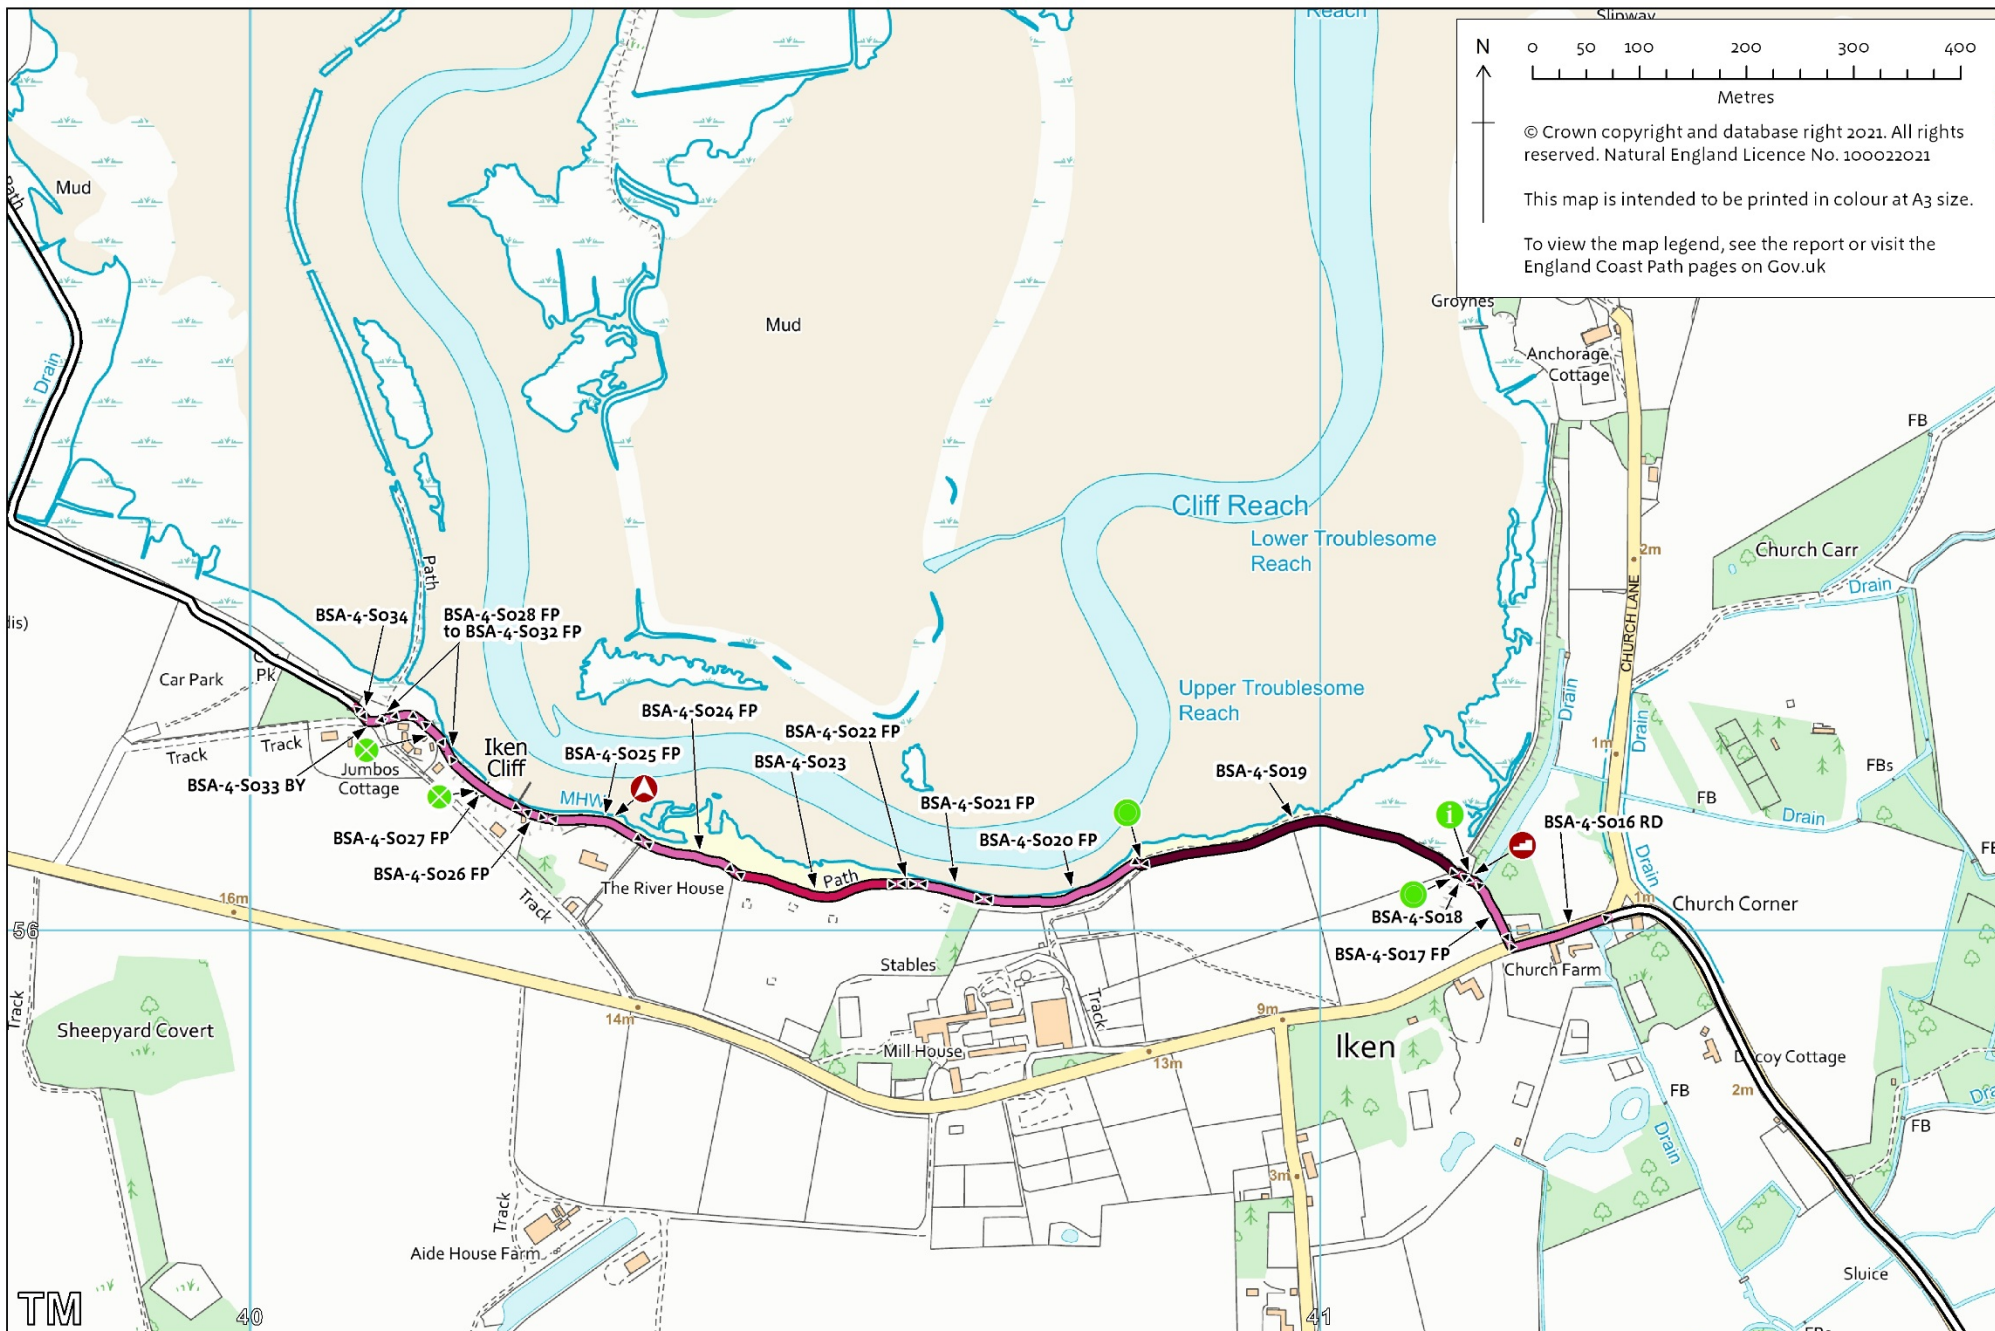 Reach
Slipway
N
0 50 100 200 300 400
Metres
© Crown copyright and database right 2021. All rights
reserved. Natural England Licence No. 100022021
This map is intended to be printed in colour at A3 size.
To view the map legend, see the report or visit the
England Coast Path pages on Gov.uk
Path
Mud
Drain
Mud
Groynes
Anchorage
Cottage
FB
Cliff Reach
Lower Troublesome
Reach
2m
Church Carr
Drain
Path
CHURCH LANE
BSA-4-S034
BSA-4-S028 FP
to BSA-4-S032 FP
Car Park
Pk
Upper Troublesome
Reach
Drain
Drain
BSA-4-S024 FP
BSA-4-S022 FP
Track
Track
Iken
Cliff
BSA-4-S025 FP
BSA-4-S023
BSA-4-S019
1m
FBs
Jumbos
Cottage
BSA-4-S033 BY
MHW
BSA-4-S021 FP
FB
Drain
i
BSA-4-S016 RD
BSA-4-S027 FP
BSA-4-S020 FP
BSA-4-S026 FP
The River House
Path
Drain
16m
Track
BSA-4-S018
1m
Church Corner
56
BSA-4-S017 FP
Stables
Church Farm
Track
Track
14m
9m
Sheepyard Covert
Mill House
Iken
13m
Decoy Cottage
2m
FB
FB
Drain
3m
Track
Aide House Farm
Sluice
TM
40
41